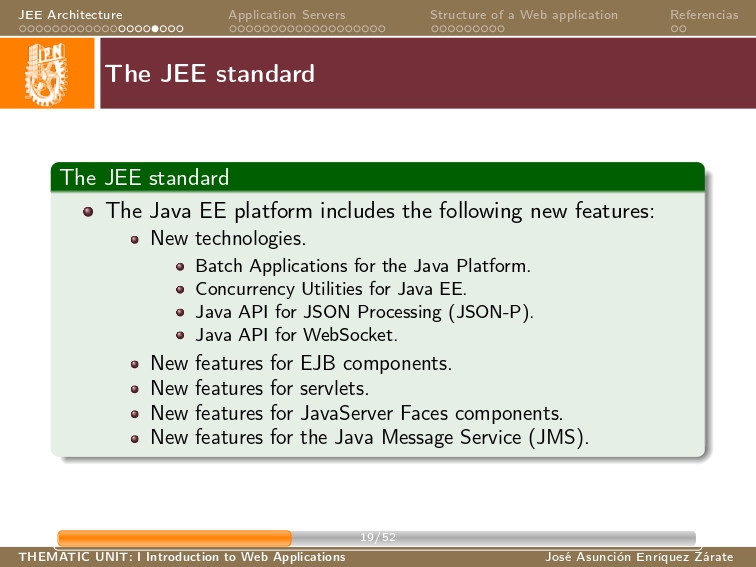 JEE Architecture Application Servers Structure of a Web application Referencias
IPN
The JEE standard
The JEE standard
The Java EE platform includes the following new features:
New technologies.
Batch Applications for the Java Platform.
Concurrency Utilities for Java EE.
Java API for JSON Processing (JSON-P).
Java API for WebSocket.
New features for EJB components.
New features for servlets.
New features for JavaServer Faces components.
New features for the Java Message Service (JMS).
19/52
THEMATIC UNIT: I Introduction to Web Applications José Asunción Enríquez Zárate